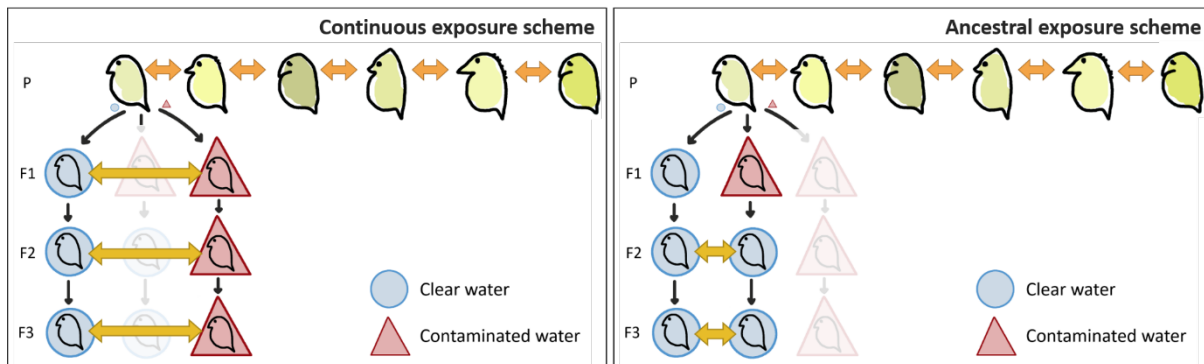 Continuous exposure scheme
P
F1
F2
F3
Clear water
Contaminated water
Ancestral exposure scheme
P
F1
F2
F3
Clear water
Contaminated water